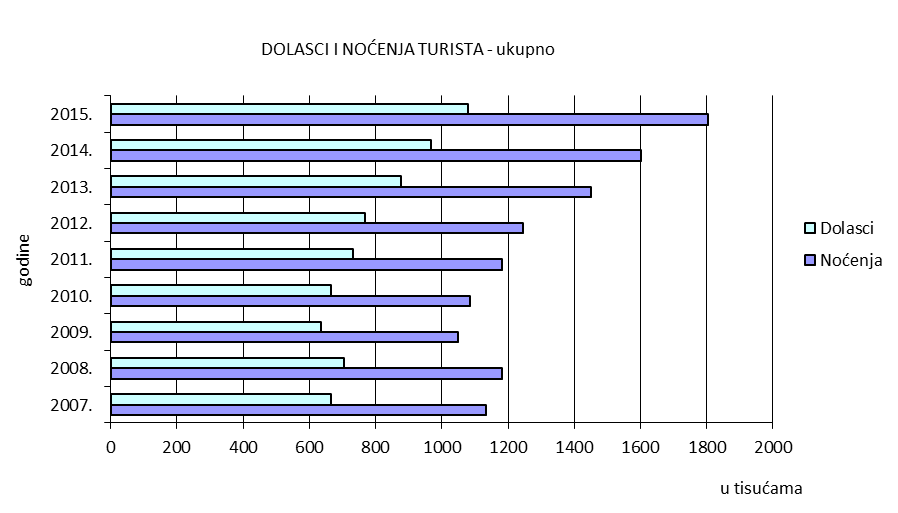 DOLASCI I NOĆENJA TURISTA - ukupno
2015.
2014.
2013.
2012.
2011.
2010.
2009.
2008.
2007.
godine
0 200 400 600 800 1000 1200 1400 1600 1800 2000
u tisućama
Dolasci
Noćenja